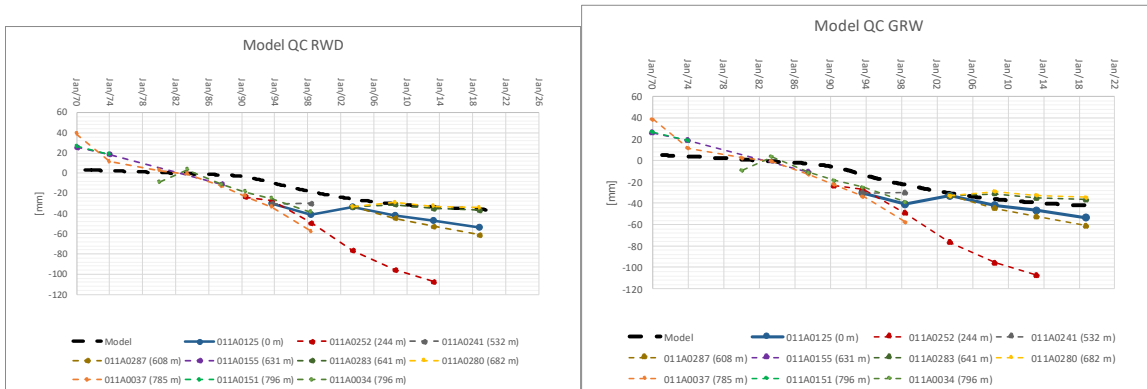 Model QC RWD
Jan/70 Jan/74 Jan/78 Jan/82 Jan/86 Jan/90 Jan/94 Jan/98 Jan/02 Jan/06 Jan/10 Jan/14 Jan/18 Jan/22 Jan/26
60
40
20
0
-20
-40
-60
-80
-100
-120
[mm]
Model 011A0125 (0 m) 011A0252 (244 m) 011A0241 (532 m)
011A0287 (608 m) 011A0155 (631 m) 011A0283 (641 m) 011A0280 (682 m)
011A0037 (785 m) 011A0151 (796 m) 011A0034 (796 m)
Model QC GRW
Jan/70 Jan/74 Jan/78 Jan/82 Jan/86 Jan/90 Jan/94 Jan/98 Jan/02 Jan/06 Jan/10 Jan/14 Jan/18 Jan/22
60
40
20
0
-20
-40
-60
-80
-100
-120
[mm]
Model 011A0125 (0 m) 011A0252 (244 m) 011A0241 (532 m)
011A0287 (608 m) 011A0155 (631 m) 011A0283 (641 m) 011A0280 (682 m)
011A0037 (785 m) 011A0151 (796 m) 011A0034 (796 m)